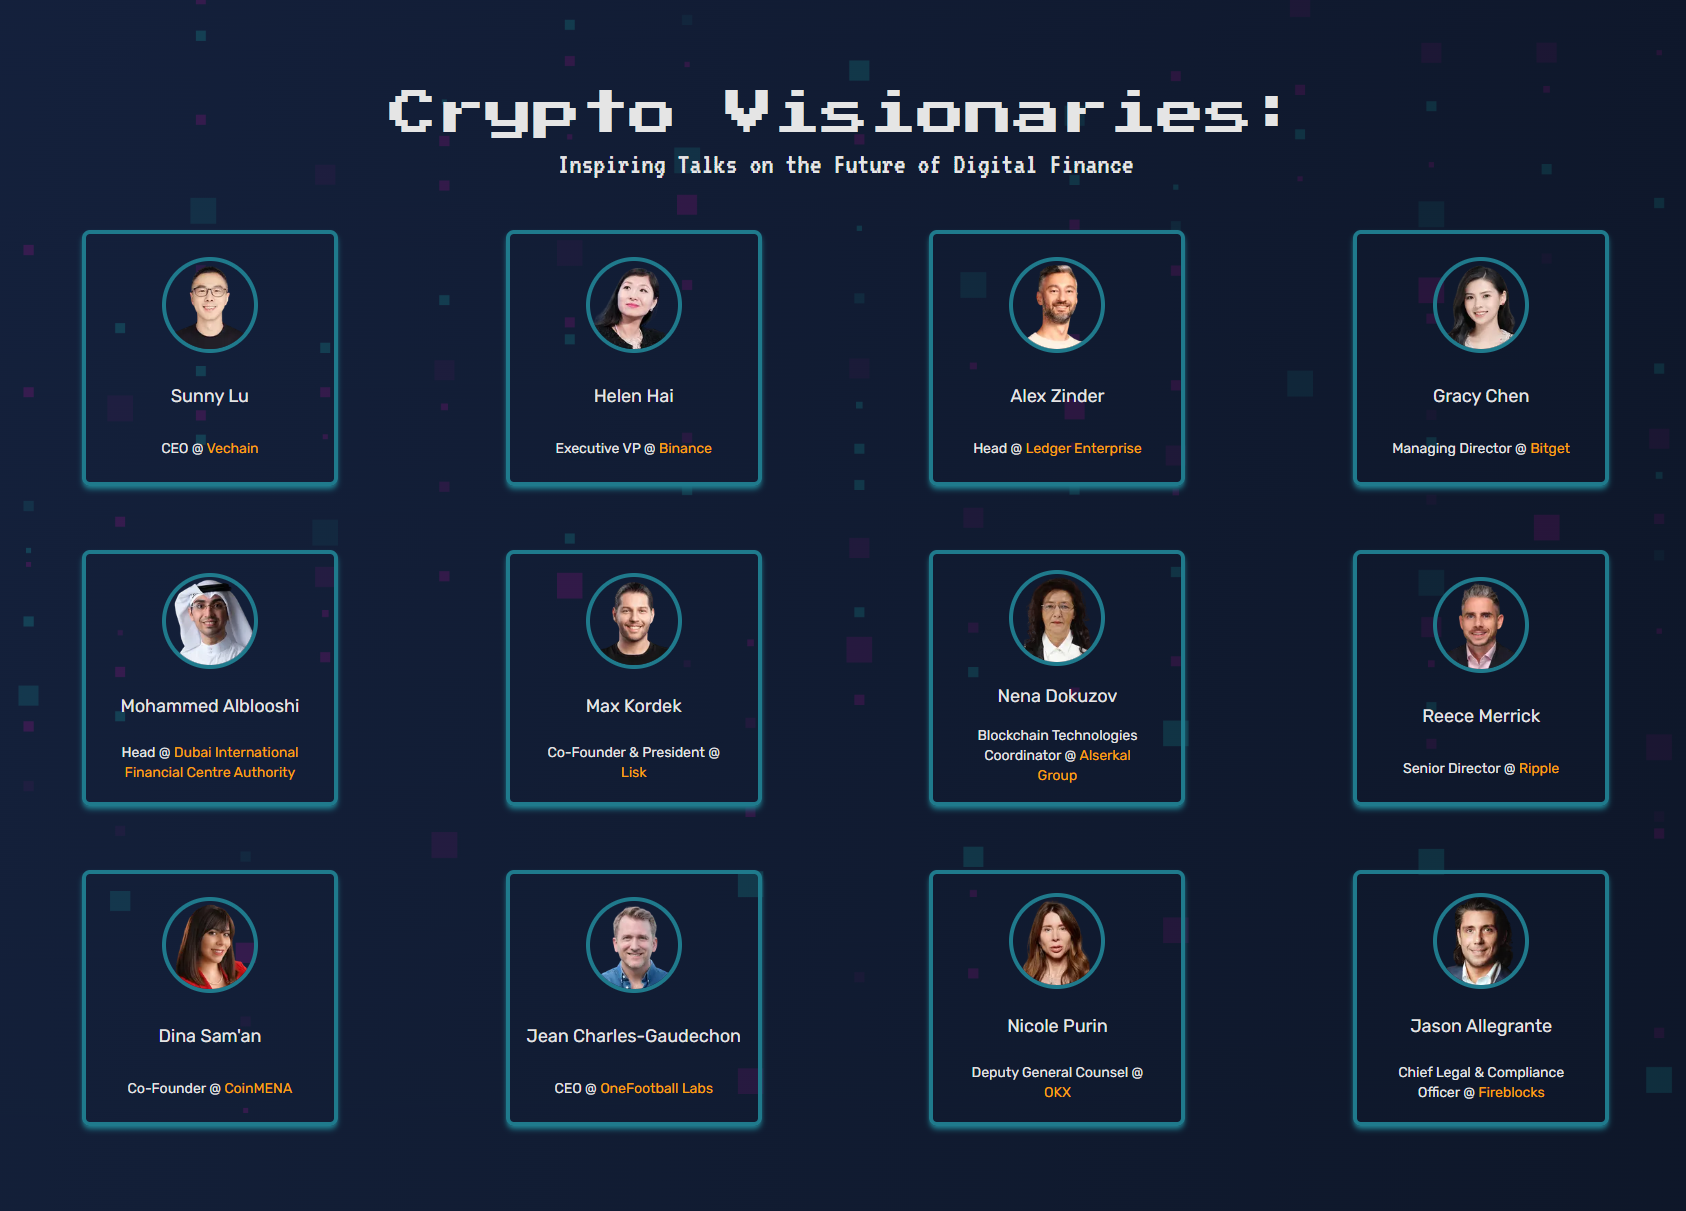 Crypto Visionaries:
Inspiring Talks on the Future of Digital Finance
Sunny Lu
CEO @ Vechain
Helen Hai
Executive VP @ Binance
Alex Zinder
Head @ Ledger Enterprise
Gracy Chen
Managing Director @ Bitget
Mohammed Alblooshi
Head @ Dubai International
Financial Centre Authority
Max Kordek
Co-Founder & President @
Lisk
Nena Dokuzov
Blockchain Technologies
Coordinator @ Alserkal
Group
Reece Merrick
Senior Director @ Ripple
Dina Sam'an
Co-Founder @ CoinMENA
Jean Charles-Gaudechon
CEO @ OneFootball Labs
Nicole Purin
Deputy General Counsel @
OKX
Jason Allegrante
Chief Legal & Compliance
Officer @ Fireblocks